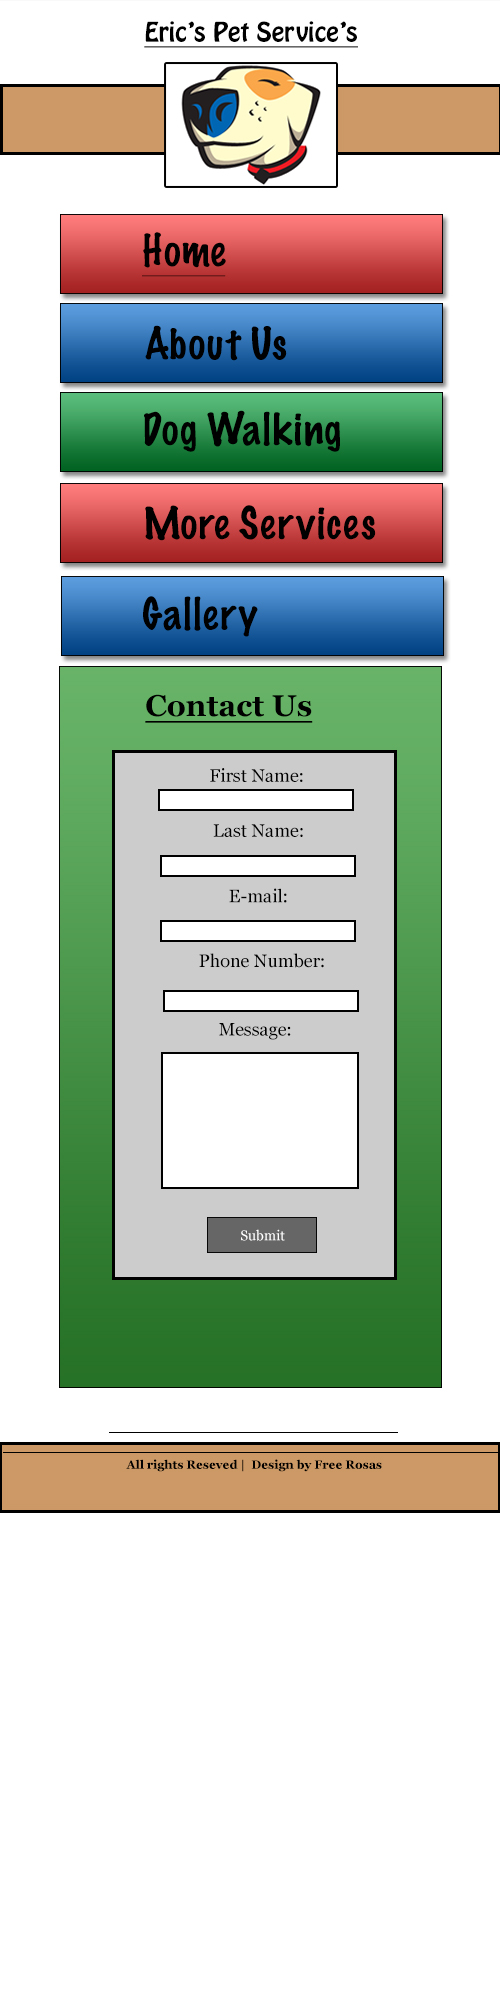 Eric's Pet Service's
Home
About Us
Dog Walking
More Services
Gallery
Contact Us
First Name:
Last Name:
E-mail:
Phone Number:
Message:
Submit
All rights Reseved | Design by Free Rosas